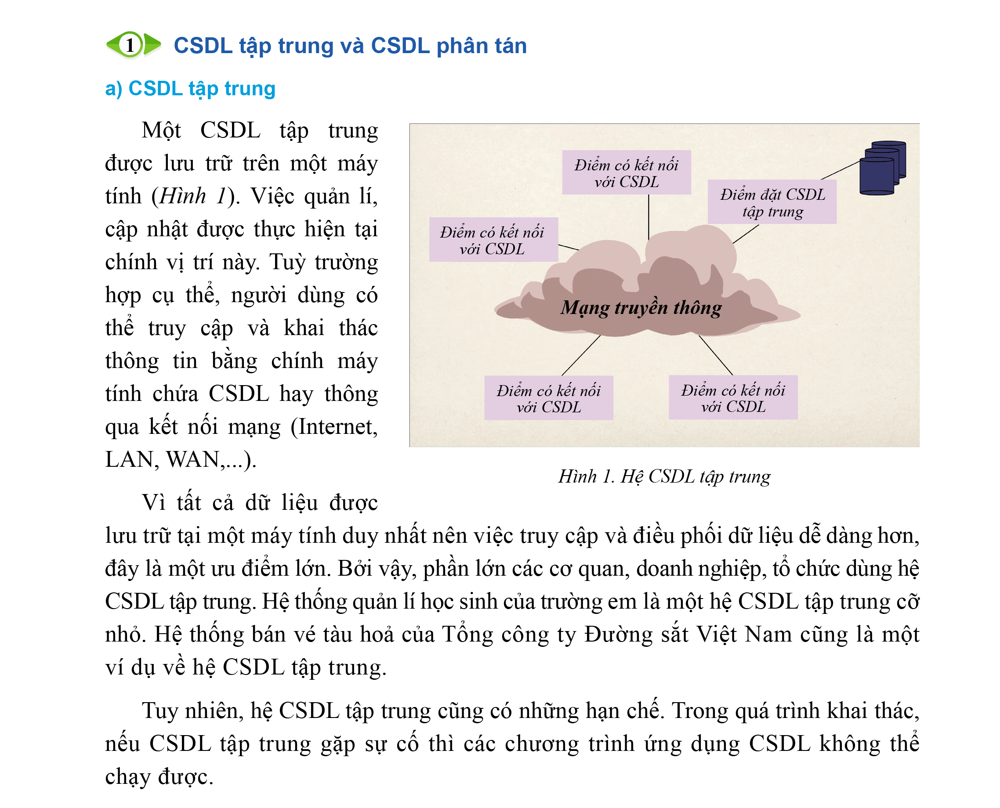 1 CSDL tập trung và CSDL phân tán
a) CSDL tập trung
Một CSDL tập trung
được lưu trữ trên một máy
tính (Hình 1). Việc quản lí,
cập nhật được thực hiện tại
chính vị trí này. Tuỳ trường
hợp cụ thể, người dùng có
thể truy cập và khai thác
thông tin bằng chính máy
tính chứa CSDL hay thông
qua kết nối mạng (Internet,
LAN, WAN,...).
Điểm có kết nối
với CSDL
Điểm đặt CSDL
tập trung
Điểm có kết nối
với CSDL
Mạng truyền thông
Điểm có kết nối
với CSDL
Điểm có kết nối
với CSDL
Hình 1. Hệ CSDL tập trung
Vì tất cả dữ liệu được
lưu trữ tại một máy tính duy nhất nên việc truy cập và điều phối dữ liệu dễ dàng hơn,
đây là một ưu điểm lớn. Bởi vậy, phần lớn các cơ quan, doanh nghiệp, tổ chức dùng hệ
CSDL tập trung. Hệ thống quản lí học sinh của trường em là một hệ CSDL tập trung cỡ
nhỏ. Hệ thống bán vé tàu hoả của Tổng công ty Đường sắt Việt Nam cũng là một
ví dụ về hệ CSDL tập trung.
Tuy nhiên, hệ CSDL tập trung cũng có những hạn chế. Trong quá trình khai thác,
nếu CSDL tập trung gặp sự cố thì các chương trình ứng dụng CSDL không thể
chạy được.